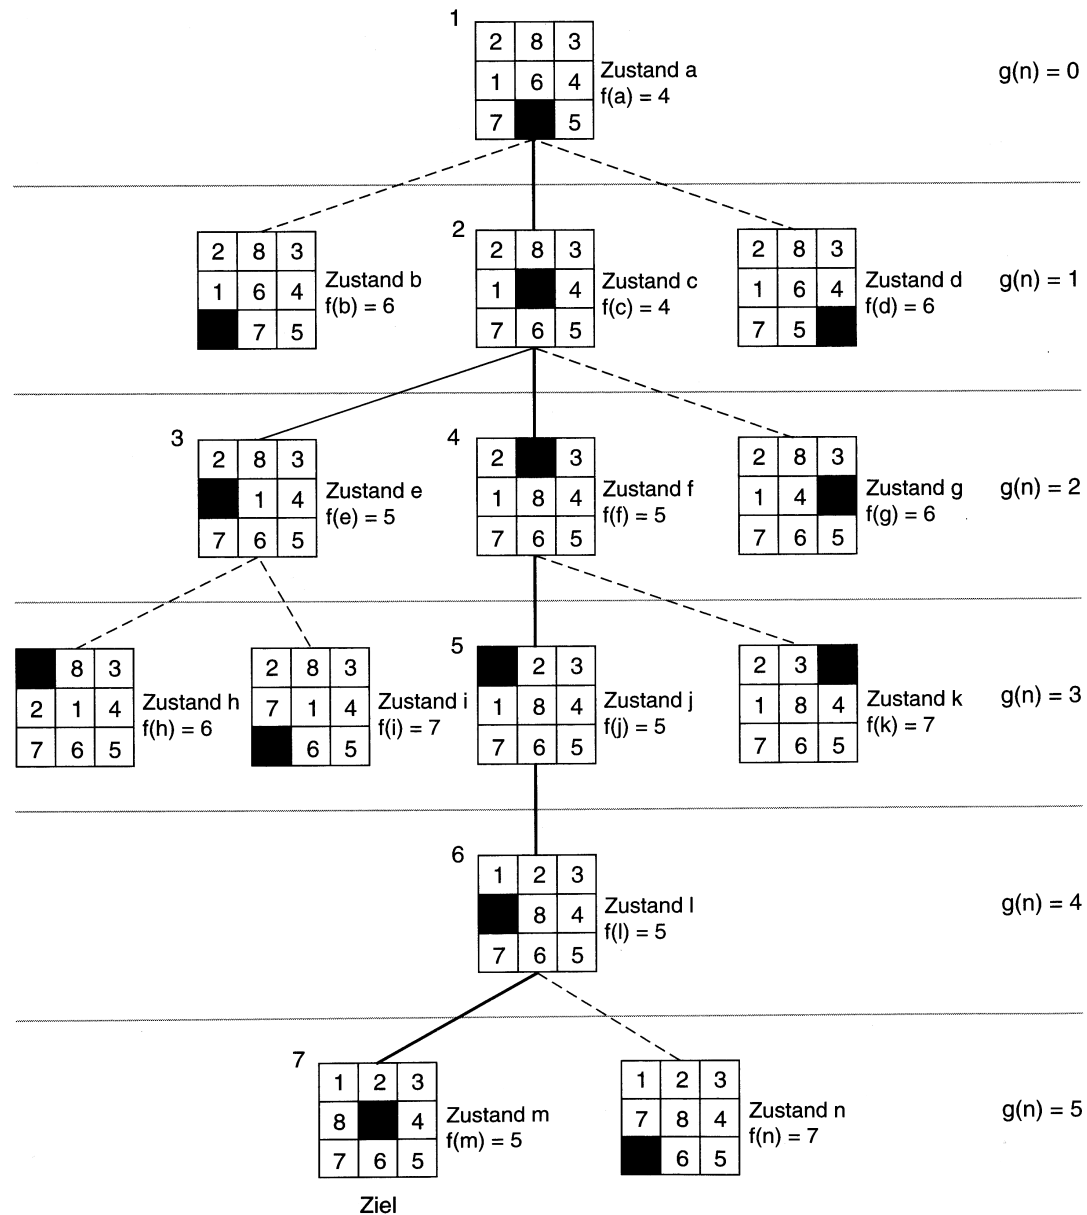 1
2 8 3
1 6 4
7 5
Zustand a
f(a) = 4
g(n) = 0
2 8 3
1 6 4
7 5
Zustand b
f(b) = 6
2
2 8 3
1 4
7 6 5
Zustand c
f(c) = 4
2 8 3
1 6 4
7 5
Zustand d
f(d) = 6
g(n) = 1
3
2 8 3
1 4
7 6 5
Zustand e
f(e) = 5
4
2 3
1 8 4
7 6 5
Zustand f
f(f) = 5
2 8 3
1 4
7 6 5
Zustand g
f(g) = 6
g(n) = 2
8 3
2 1 4
7 6 5
Zustand h
f(h) = 6
2 8 3
7 1 4
6 5
Zustand i
f(i) = 7
5
2 3
1 8 4
7 6 5
Zustand j
f(j) = 5
2 3
1 8 4
7 6 5
Zustand k
f(k) = 7
g(n) = 3
6
1 2 3
8 4
7 6 5
Zustand l
f(l) = 5
g(n) = 4
7
1 2 3
8 4
7 6 5
Zustand m
f(m) = 5
Ziel
1 2 3
7 8 4
6 5
Zustand n
f(n) = 7
g(n) = 5